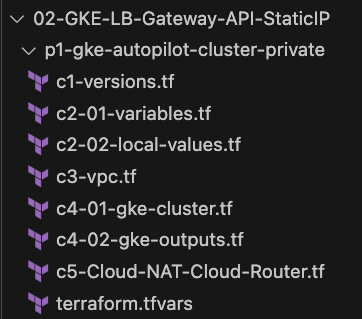 02-GKE-LB-Gateway-API-StaticIP
p1-gke-autopilot-cluster-private
c1-versions.tf
c2-01-variables.tf
c2-02-local-values.tf
c3-vpc.tf
c4-01-gke-cluster.tf
c4-02-gke-outputs.tf
c5-Cloud-NAT-Cloud-Router.tf
terraform.tfvars